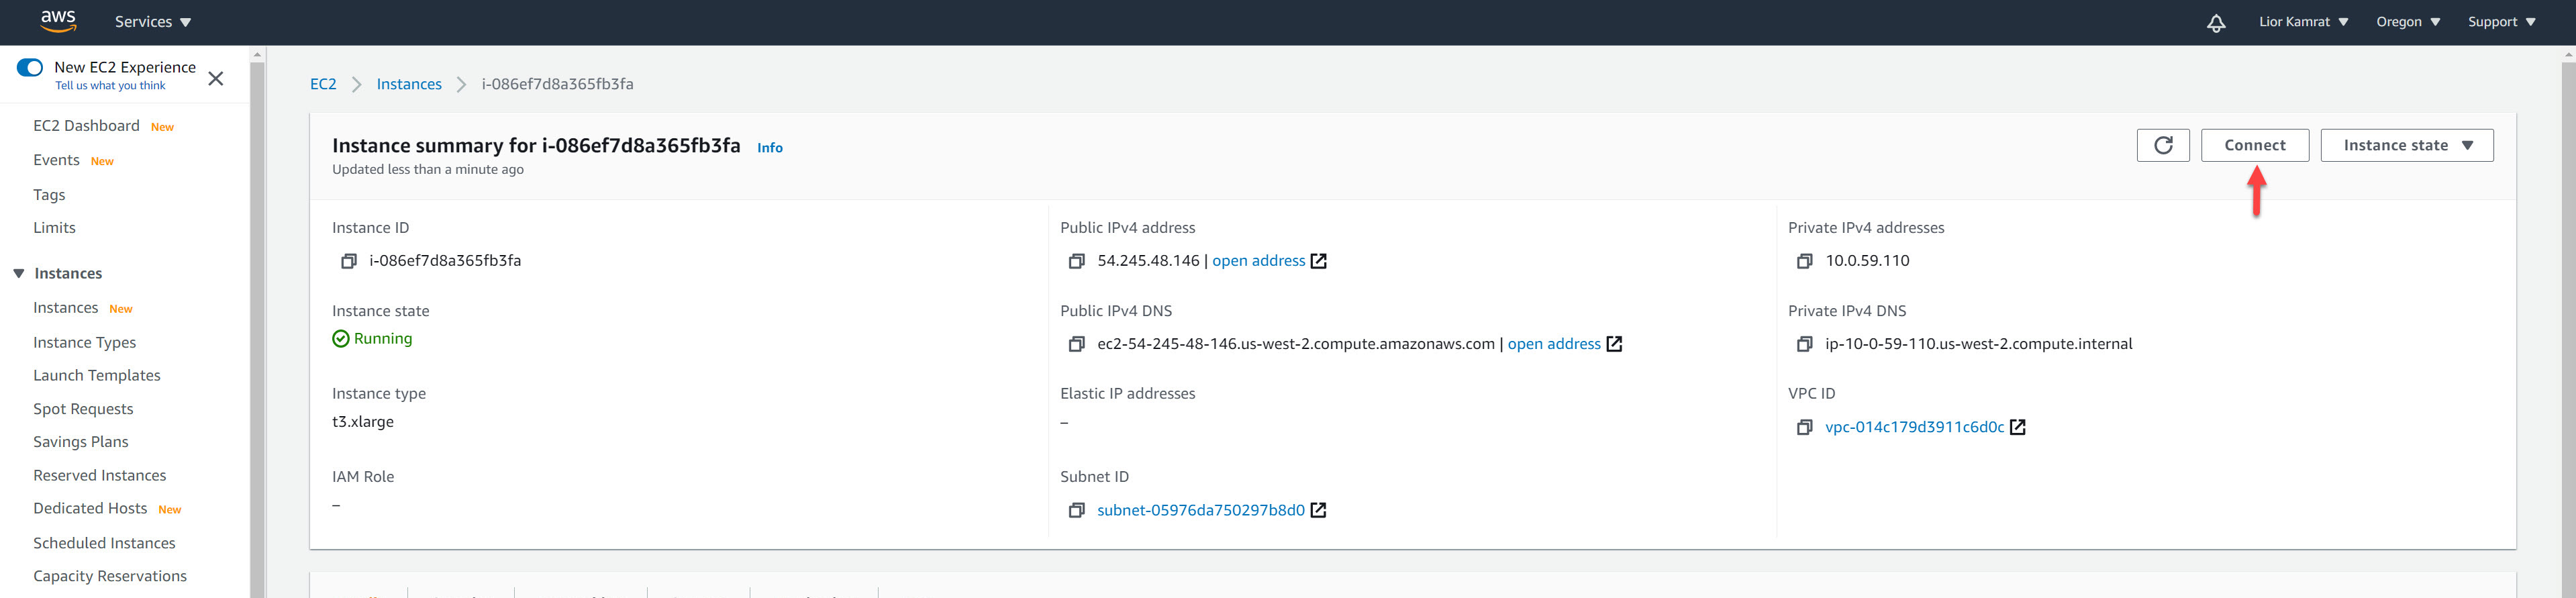 aws
Services
Lior Kamrat
Oregon
Support
New EC2 Experience
Tell us what you think
EC2 Dashboard New
Events New
Tags
Limits
Instances
Instances New
Instance Types
Launch Templates
Spot Requests
Savings Plans
Reserved Instances
Dedicated Hosts New
Scheduled Instances
Capacity Reservations
EC2 > Instances > i-086ef7d8a365fb3fa
Instance summary for i-086ef7d8a365fb3fa Info
Updated less than a minute ago
Connect
Instance state
Instance ID
i-086ef7d8a365fb3fa
Instance state
Running
Instance type
t3.xlarge
IAM Role
–
Public IPv4 address
54.245.48.146 | open address
Public IPv4 DNS
ec2-54-245-48-146.us-west-2.compute.amazonaws.com | open address
Elastic IP addresses
–
Subnet ID
subnet-05976da750297b8d0
Private IPv4 addresses
10.0.59.110
Private IPv4 DNS
ip-10-0-59-110.us-west-2.compute.internal
VPC ID
vpc-014c179d3911c6d0c